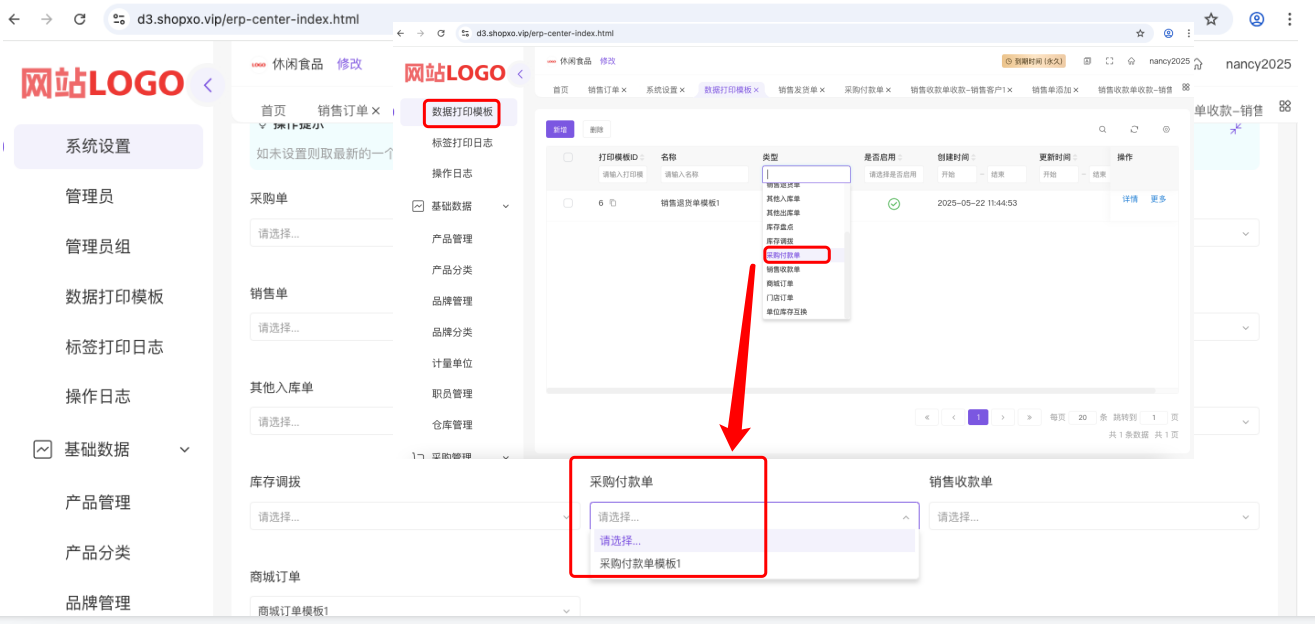 d3.shopxo.vip/erp-center-index.html
网站LOGO
系统设置
管理员
管理员组
数据打印模板
标签打印日志
操作日志
基础数据
产品管理
产品分类
品牌管理
休闲食品 修改
首页 销售订单×
操作提示
如未设置则取最新的一个
采购单
请选择...
销售单
请选择...
其他入库单
请选择...
nancy2025
单收款-销售
d3.shopxo.vip/erp-center-index.html
网站LOGO
数据打印模板
标签打印日志
操作日志
基础数据
产品管理
产品分类
品牌管理
品牌分类
计量单位
职员管理
仓库管理
采购管理
休闲食品 修改
到期时间 (永久)
nancy2025
首页 销售订单× 系统设置× 数据打印模板× 销售发货单× 采购付款单× 销售收款单收款-销售客户1× 销售单添加× 销售收款单收款-销售
新增 删除
打印模板ID 名称 类型 是否启用 创建时间 更新时间 操作
请输入打印模 请输入名称 请选择是否启用 开始 - 结束 开始 - 结束
6 销售退货单模板1 2025-05-22 11:44:53 详情 更多
销售退货单
其他入库单
其他出库单
库存盘点
库存调拨
采购付款单
销售收款单
商城订单
门店订单
单位库存互换
« ‹ 1 › » 每页 20 条 跳转到 1 页
共 1 条数据 共 1 页
库存调拨
请选择...
采购付款单
请选择...
请选择...
采购付款单模板1
销售收款单
请选择...
商城订单
商城订单模板1